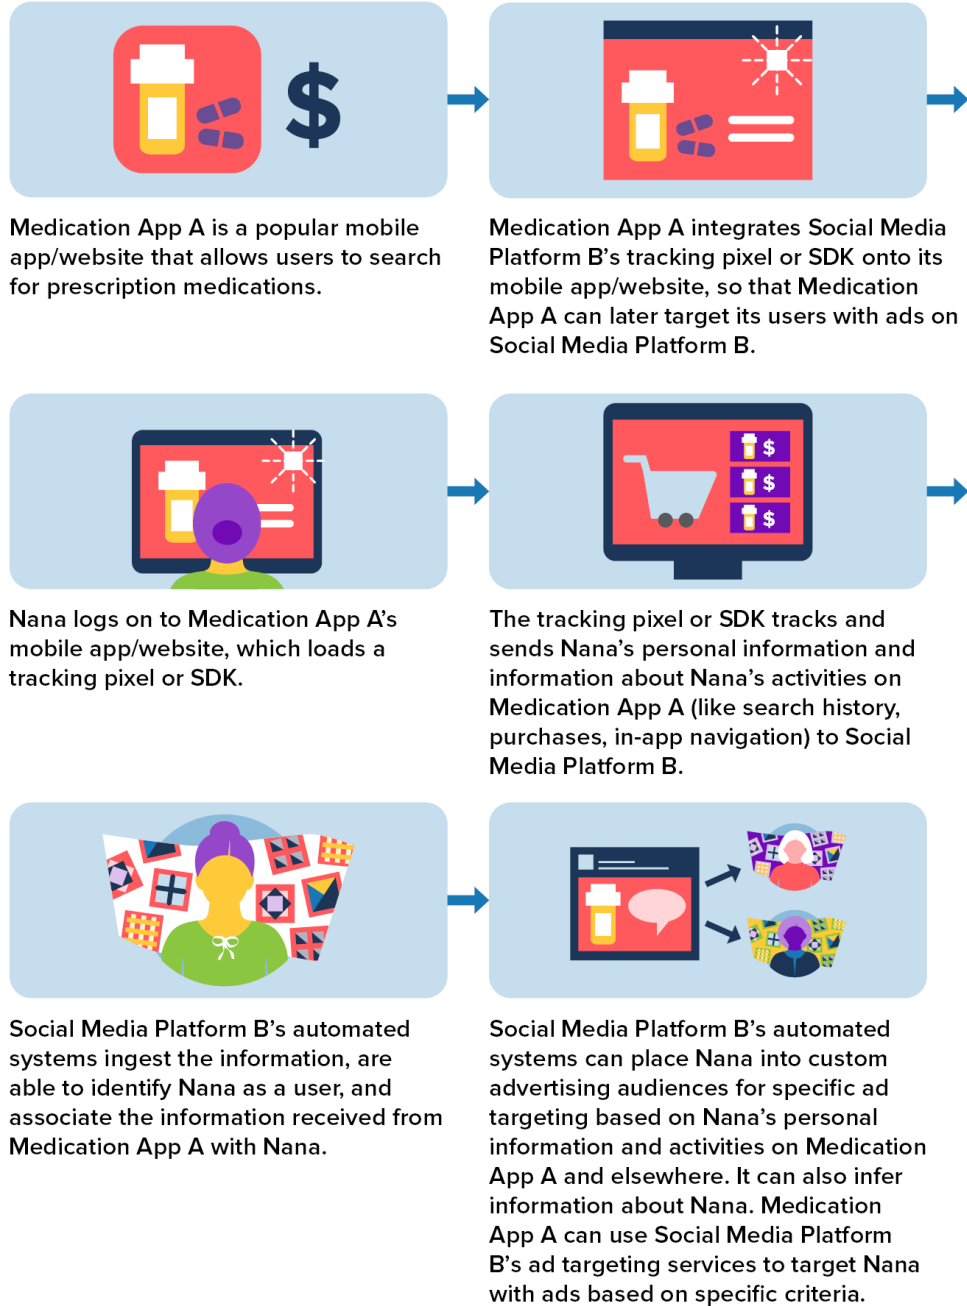 $
Medication App A is a popular mobile
app/website that allows users to search
for prescription medications.
Medication App A integrates Social Media
Platform B’s tracking pixel or SDK onto its
mobile app/website, so that Medication
App A can later target its users with ads on
Social Media Platform B.
Nana logs on to Medication App A’s
mobile app/website, which loads a
tracking pixel or SDK.
$
$
$
The tracking pixel or SDK tracks and
sends Nana’s personal information and
information about Nana’s activities on
Medication App A (like search history,
purchases, in-app navigation) to Social
Media Platform B.
Social Media Platform B’s automated
systems ingest the information, are
able to identify Nana as a user, and
associate the information received from
Medication App A with Nana.
Social Media Platform B’s automated
systems can place Nana into custom
advertising audiences for specific ad
targeting based on Nana’s personal
information and activities on Medication
App A and elsewhere. It can also infer
information about Nana. Medication
App A can use Social Media Platform
B’s ad targeting services to target Nana
with ads based on specific criteria.